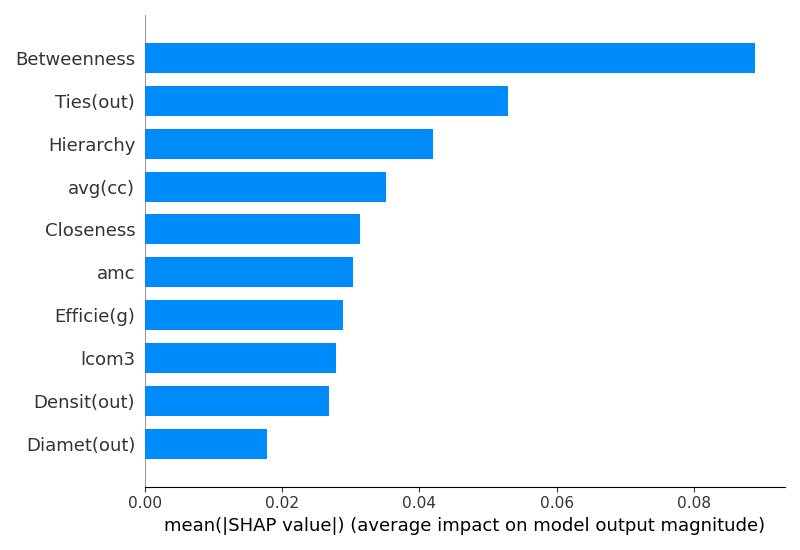 Betweenness
Ties(out)
Hierarchy
avg(cc)
Closeness
amc
Efficie(g)
lcom3
Densit(out)
Diamet(out)
0.00 0.02 0.04 0.06 0.08
mean(|SHAP value|) (average impact on model output magnitude)